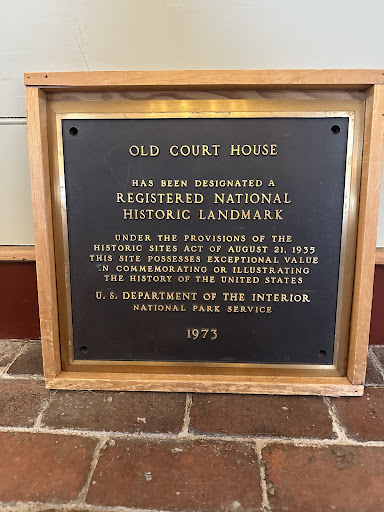 OLD COURT HOUSE
HAS BEEN DESIGNATED A
REGISTERED NATIONAL
HISTORIC LANDMARK
UNDER THE PROVISIONS OF THE
HISTORIC SITES ACT OF AUGUST 21, 1935
THIS SITE POSSESSES EXCEPTIONAL VALUE
IN COMMEMORATING OR ILLUSTRATING
THE HISTORY OF THE UNITED STATES
U. S. DEPARTMENT OF THE INTERIOR
NATIONAL PARK SERVICE
1973